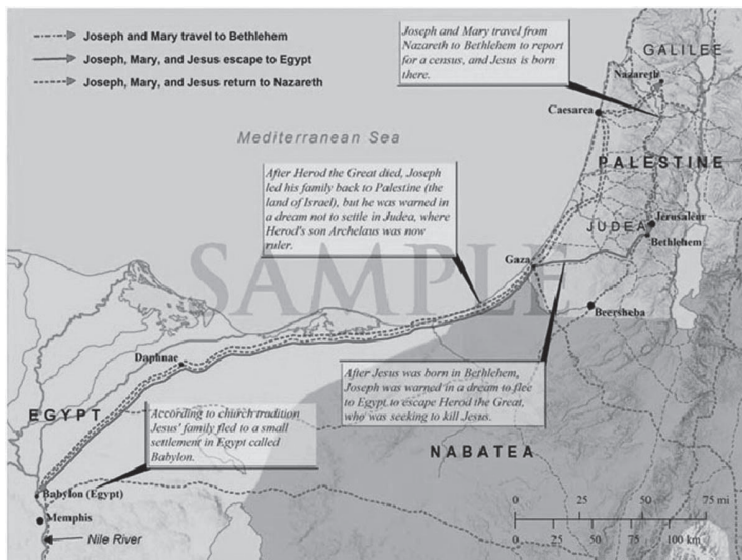 Joseph and Mary travel to Bethlehem
Joseph, Mary, and Jesus escape to Egypt
Joseph, Mary, and Jesus return to Nazareth
Joseph and Mary travel from
Nazareth to Bethlehem to report
for a census, and Jesus is born
there.
GALILEE
Nazareth
Caesarea
Mediterranean Sea
PALESTINE
After Herod the Great died, Joseph
led his family back to Palestine (the
land of Israel), but he was warned
in a dream not to settle in Judea, where
Herod's son Archelaus was now
ruler.
Jerusalem
JUDEA
Bethlehem
SAMPLE
Gaza
Beersheba
Daphnae
After Jesus was born in Bethlehem,
Joseph was warned in a dream to flee
to Egypt to escape Herod the Great,
who was seeking to kill Jesus.
EGYPT
According to church tradition
Jesus' family fled to a small
settlement in Egypt called
Babylon.
NABATEA
Babylon (Egypt)
Memphis
Nile River
0 25 50 75 mi
0 25 50 75 100 km